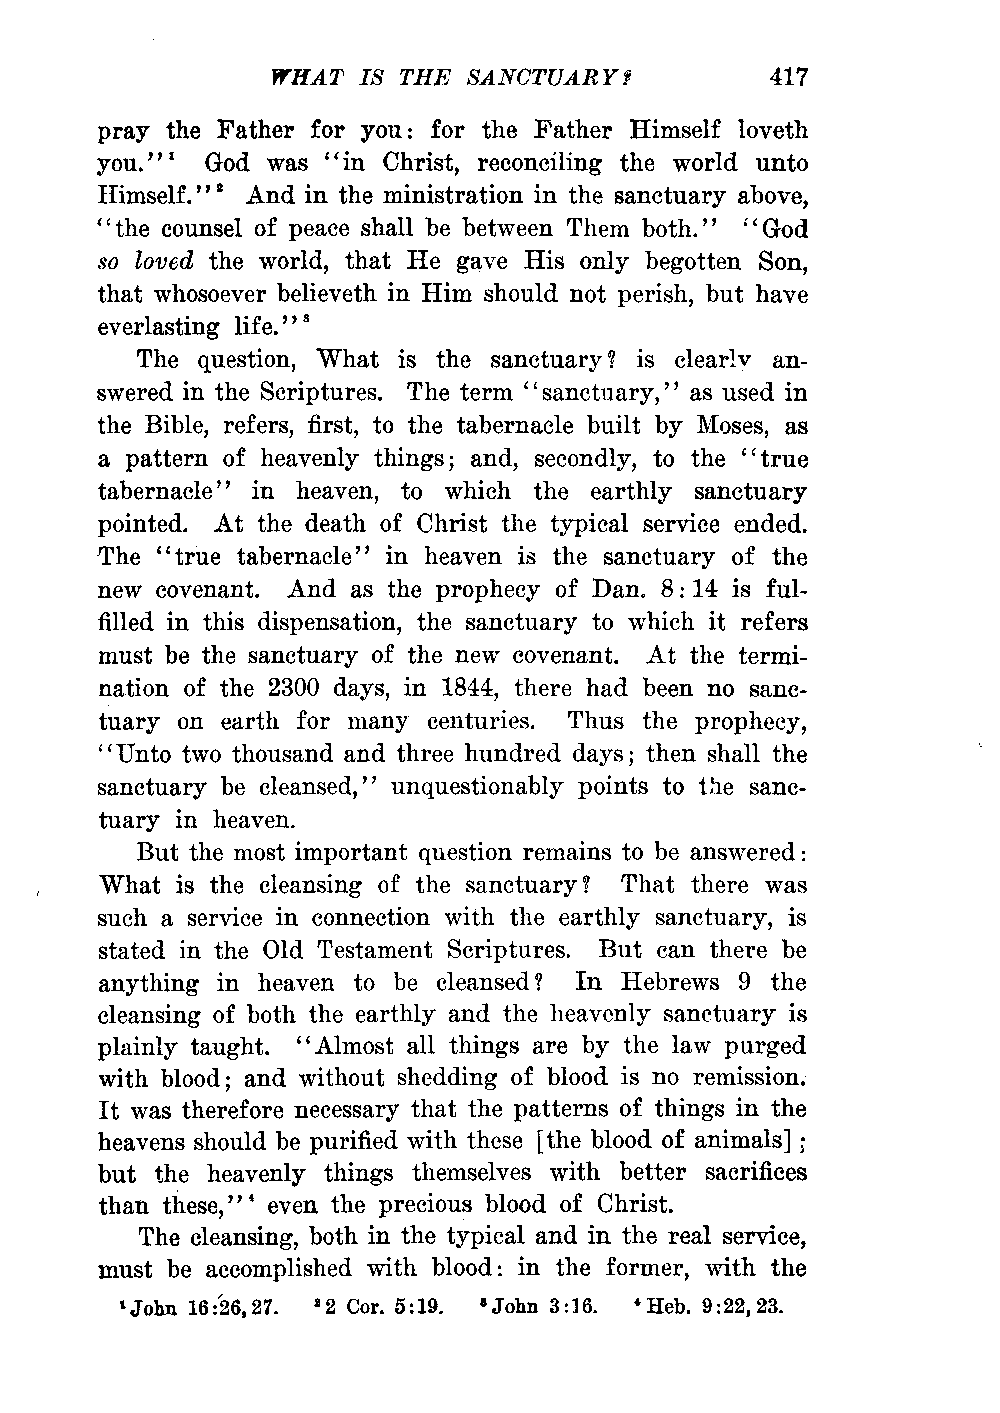 WHAT IS THE SANCTUARY? 417
pray the Father for you: for the Father Himself loveth
you."¹ God was "in Christ, reconciling the world unto
Himself."² And in the ministration in the sanctuary above,
"the counsel of peace shall be between Them both." "God
so loved the world, that He gave His only begotten Son,
that whosoever believeth in Him should not perish, but have
everlasting life."³
The question, What is the sanctuary? is clearly an-
swered in the Scriptures. The term "sanctuary," as used in
the Bible, refers, first, to the tabernacle built by Moses, as
a pattern of heavenly things; and, secondly, to the "true
tabernacle" in heaven, to which the earthly sanctuary
pointed. At the death of Christ the typical service ended.
The "true tabernacle" in heaven is the sanctuary of the
new covenant. And as the prophecy of Dan. 8:14 is ful-
filled in this dispensation, the sanctuary to which it refers
must be the sanctuary of the new covenant. At the termi-
nation of the 2300 days, in 1844, there had been no sanc-
tuary on earth for many centuries. Thus the prophecy,
"Unto two thousand and three hundred days; then shall the
sanctuary be cleansed," unquestionably points to the sanc-
tuary in heaven.
But the most important question remains to be answered:
What is the cleansing of the sanctuary? That there was
such a service in connection with the earthly sanctuary, is
stated in the Old Testament Scriptures. But can there be
anything in heaven to be cleansed? In Hebrews 9 the
cleansing of both the earthly and the heavenly sanctuary is
plainly taught. "Almost all things are by the law purged
with blood; and without shedding of blood is no remission.
It was therefore necessary that the patterns of things in the
heavens should be purified with these [the blood of animals];
but the heavenly things themselves with better sacrifices
than these,"⁴ even the precious blood of Christ.
The cleansing, both in the typical and in the real service,
must be accomplished with blood: in the former, with the
¹John 16:26,27. ²2 Cor. 5:19. ³John 3:16. ⁴Heb. 9:22,23.